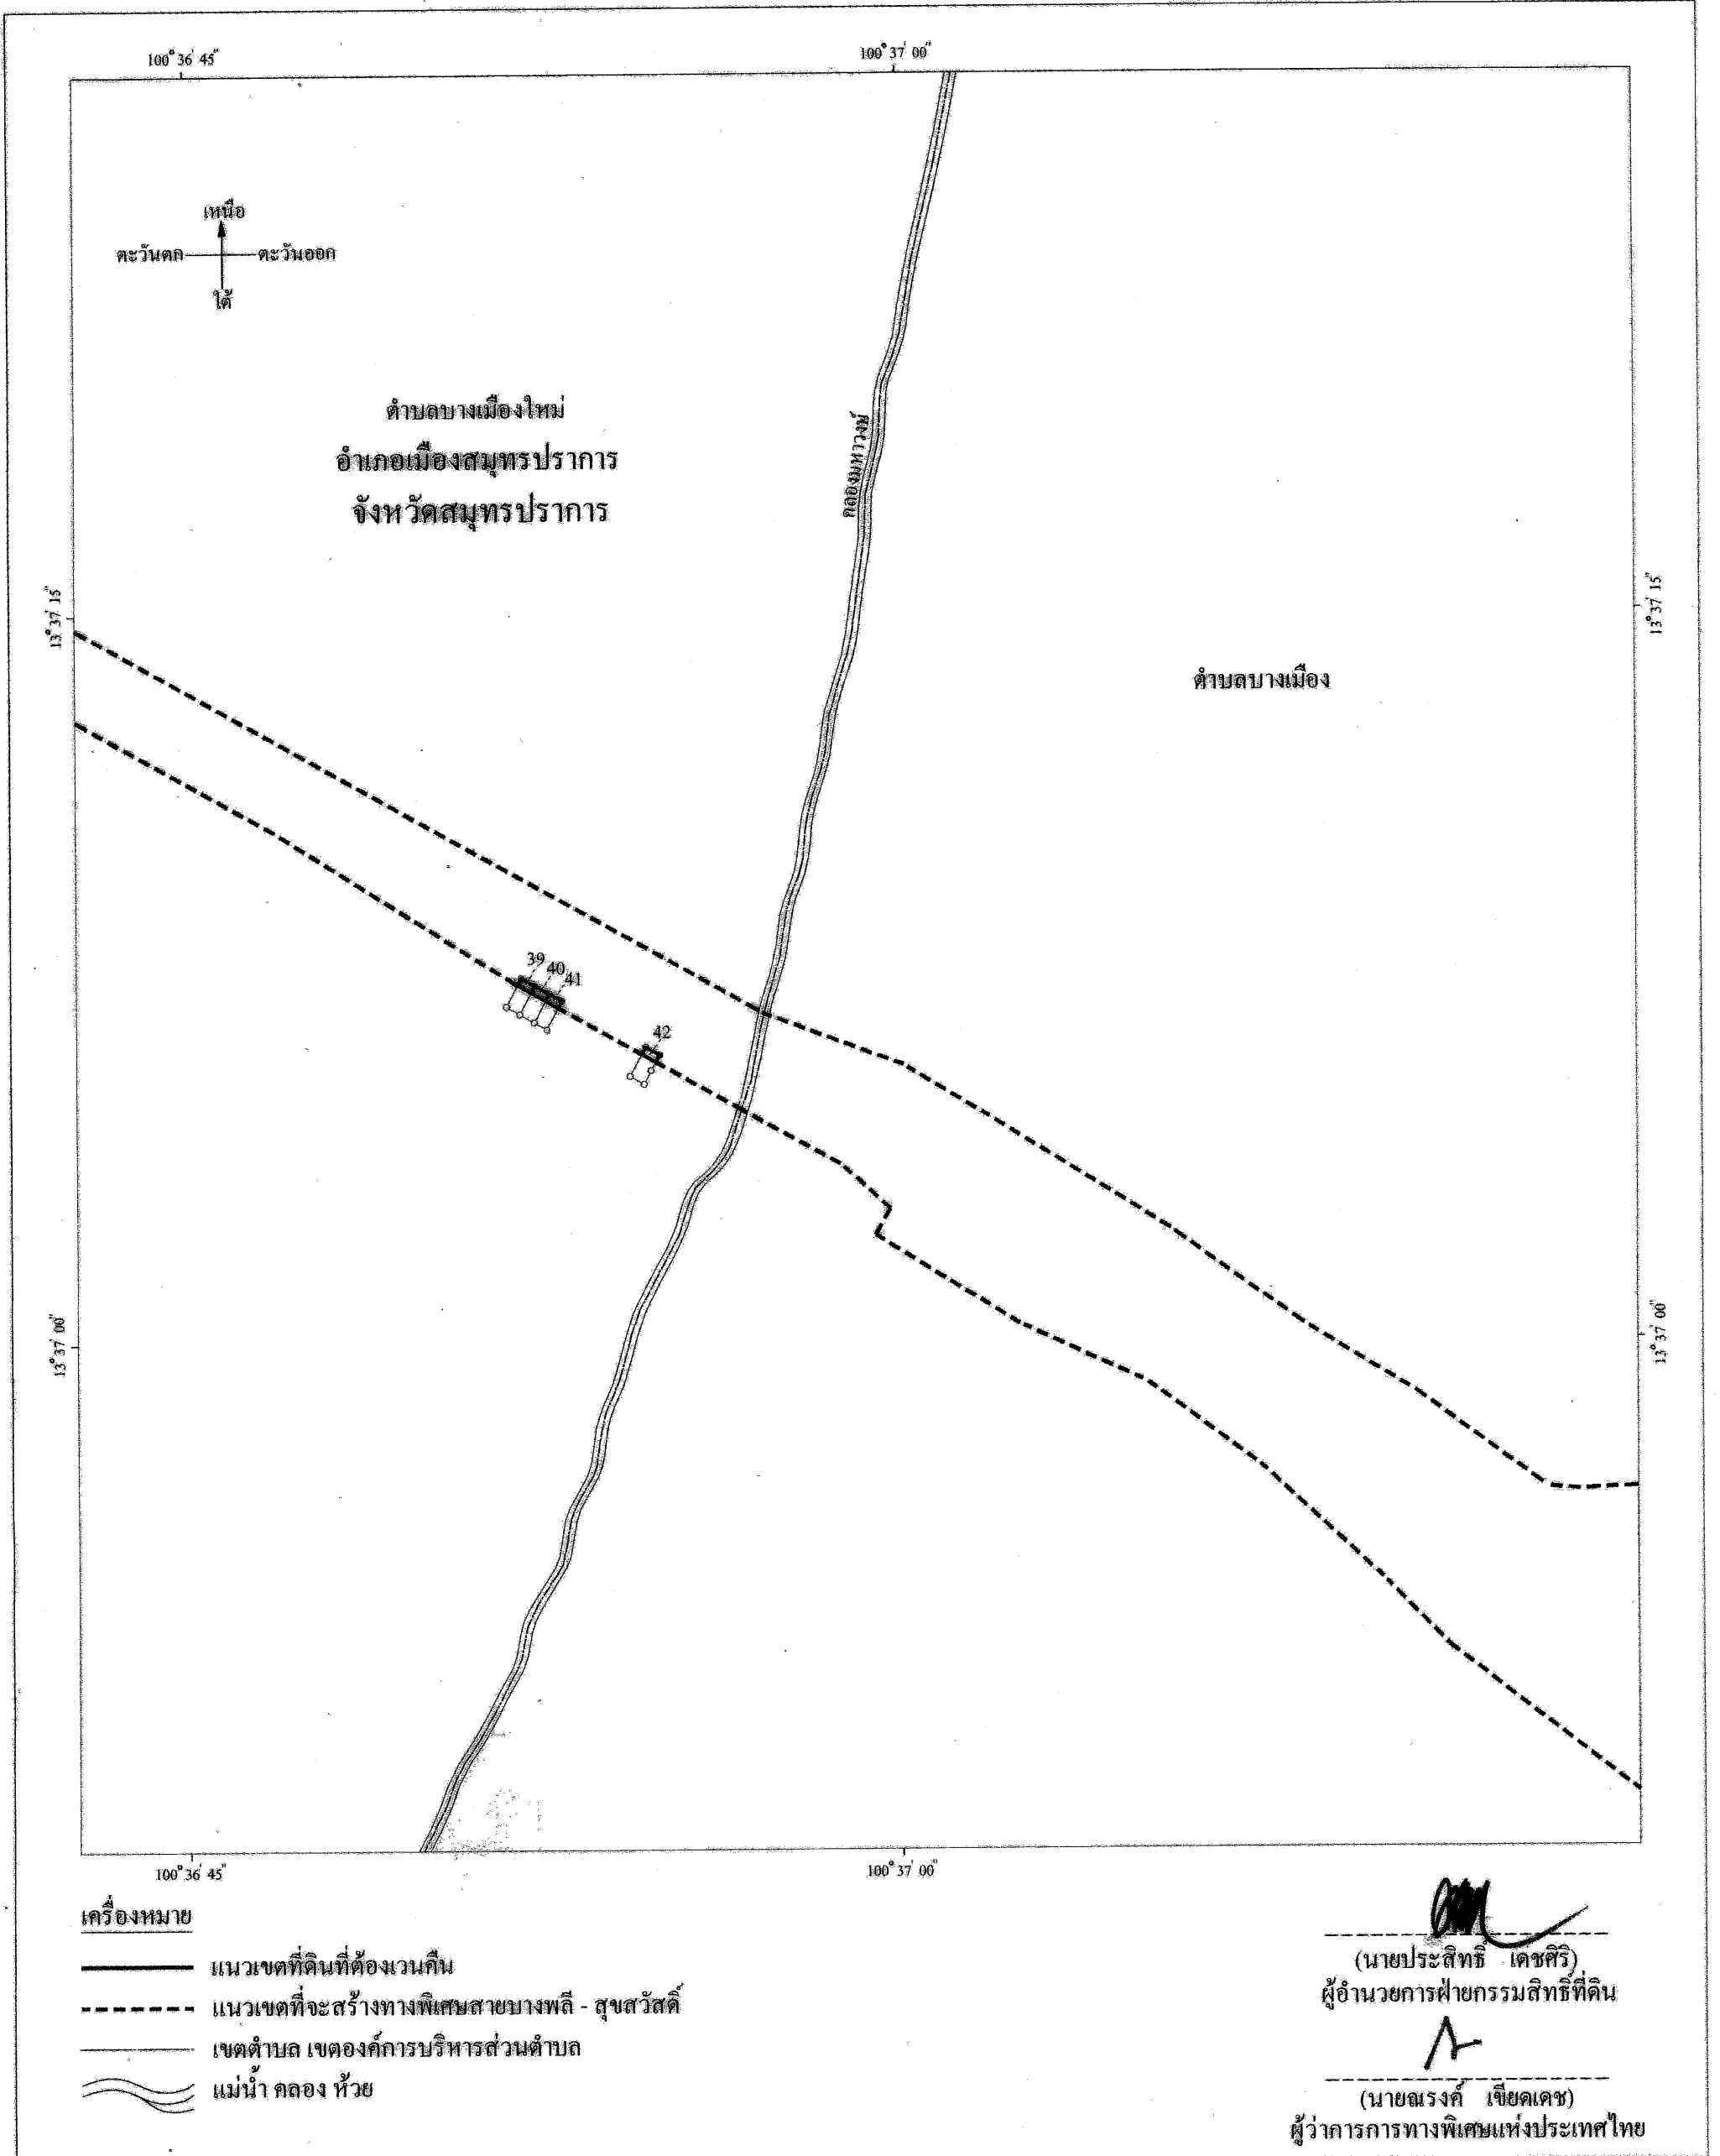 100° 36' 45"
100° 37' 00"
เหนือ
ตะวันตก
ตะวันออก
ใต้
ตำบลบางเมืองใหม่
อำเภอเมืองสมุทรปราการ
จังหวัดสมุทรปราการ
คลองมหาวงษ์
13° 37' 15"
13° 37' 15"
ตำบลบางเมือง
39
40
41
42
13° 37' 00"
13° 37' 00"
100° 36' 45"
100° 37' 00"
เครื่องหมาย
แนวเขตที่ดินที่ต้องเวนคืน
แนวเขตที่จะสร้างทางพิเศษสายบางพลี - สุขสวัสดิ์
เขตตำบล เขตองค์การบริหารส่วนตำบล
แม่น้ำ คลอง ห้วย
(นายประสิทธิ์ เดชศิริ)
ผู้อำนวยการฝ่ายกรรมสิทธิ์ที่ดิน
(นายณรงค์ เขียดเดช)
ผู้ว่าการการทางพิเศษแห่งประเทศไทย